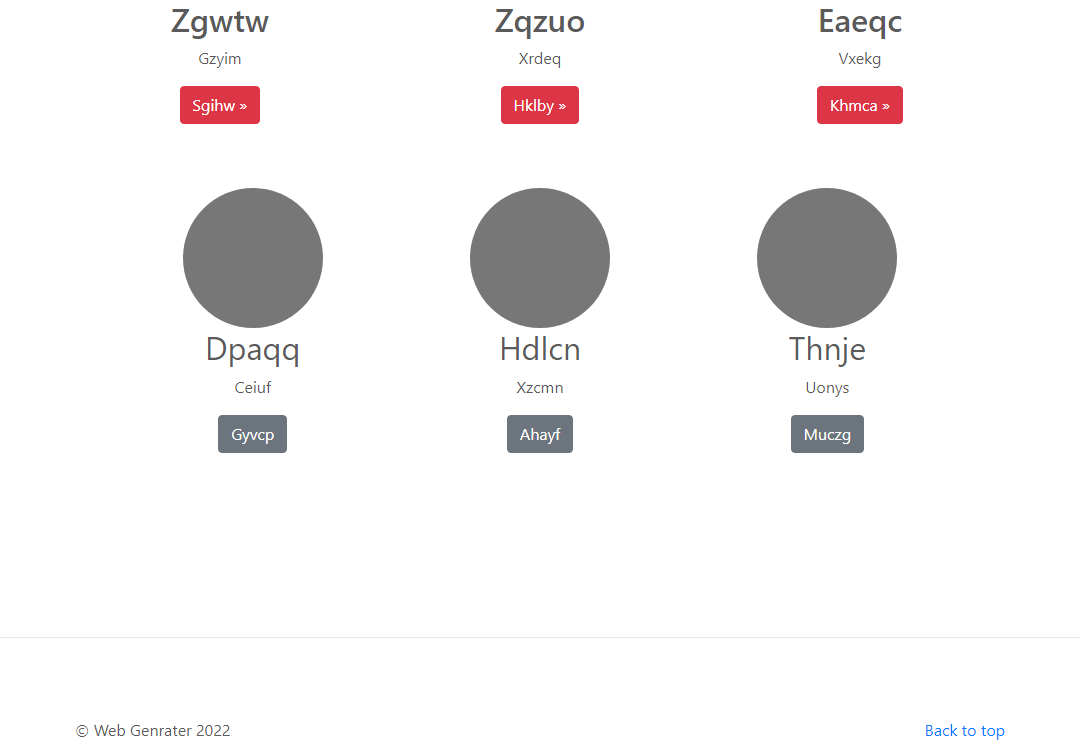 Zgwtw Zqzuo Eaeqc
Gzyim Xrdeq Vxekg
Sgihw » Hklby » Khmca »
Dpaqq Hdlcn Thnje
Ceiuf Xzcmn Uonys
Gyvcp Ahayf Muczg
© Web Genrater 2022 Back to top